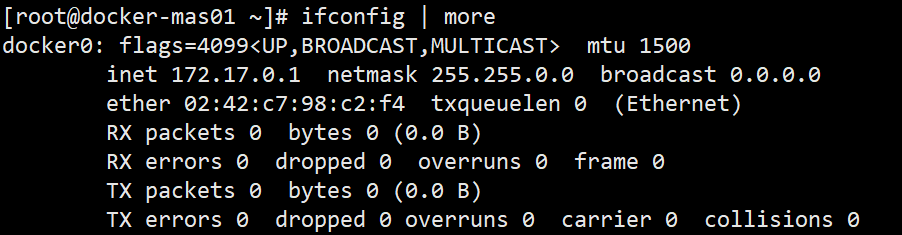 [root@docker-mas01 ~]# ifconfig | more
docker0: flags=4099<UP,BROADCAST,MULTICAST>  mtu 1500
        inet 172.17.0.1  netmask 255.255.0.0  broadcast 0.0.0.0
        ether 02:42:c7:98:c2:f4  txqueuelen 0  (Ethernet)
        RX packets 0  bytes 0 (0.0 B)
        RX errors 0  dropped 0  overruns 0  frame 0
        TX packets 0  bytes 0 (0.0 B)
        TX errors 0  dropped 0 overruns 0  carrier 0  collisions 0